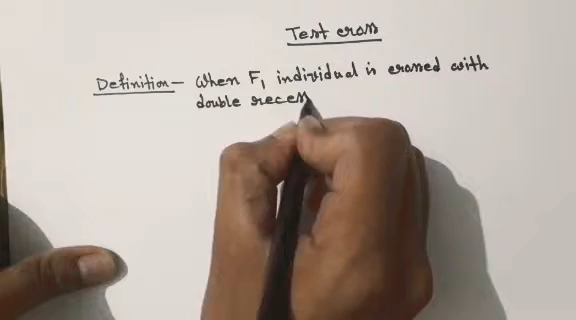 Test cross
Definition - When F1 individual is crossed with
double recess